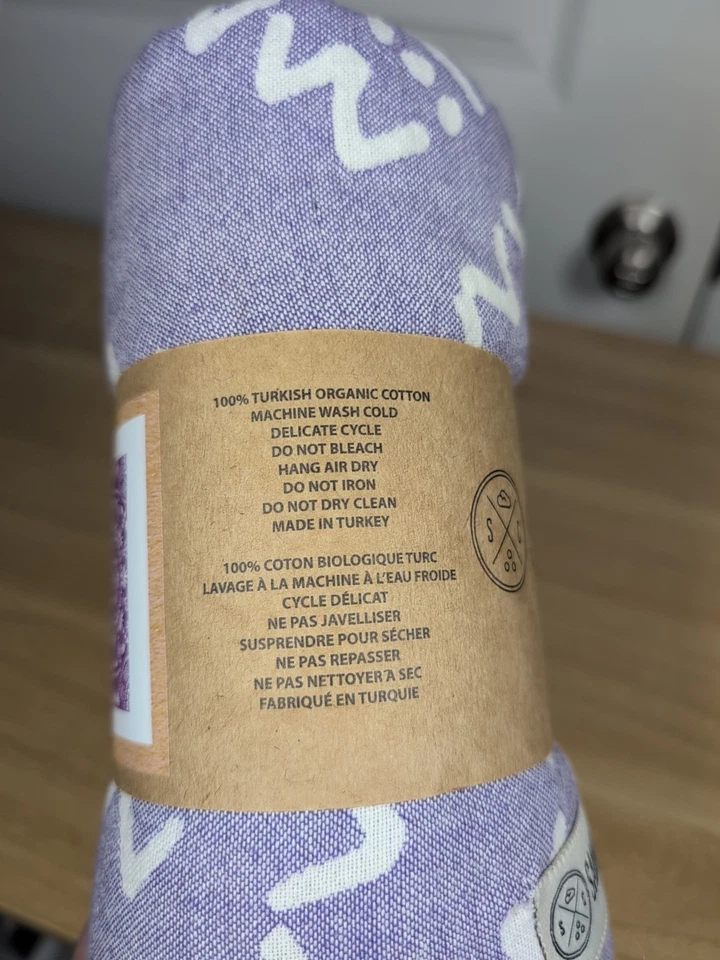 100% TURKISH ORGANIC COTTON
MACHINE WASH COLD
DELICATE CYCLE
DO NOT BLEACH
HANG AIR DRY
DO NOT IRON
DO NOT DRY CLEAN
MADE IN TURKEY
100% COTON BIOLOGIQUE TURC
LAVAGE À LA MACHINE À L'EAU FROIDE
CYCLE DÉLICAT
NE PAS JAVELLISER
SUSPRENDRE POUR SÉCHER
NE PAS REPASSER
NE PAS NETTOYER À SEC
FABRIQUÉ EN TURQUIE
S S
S S